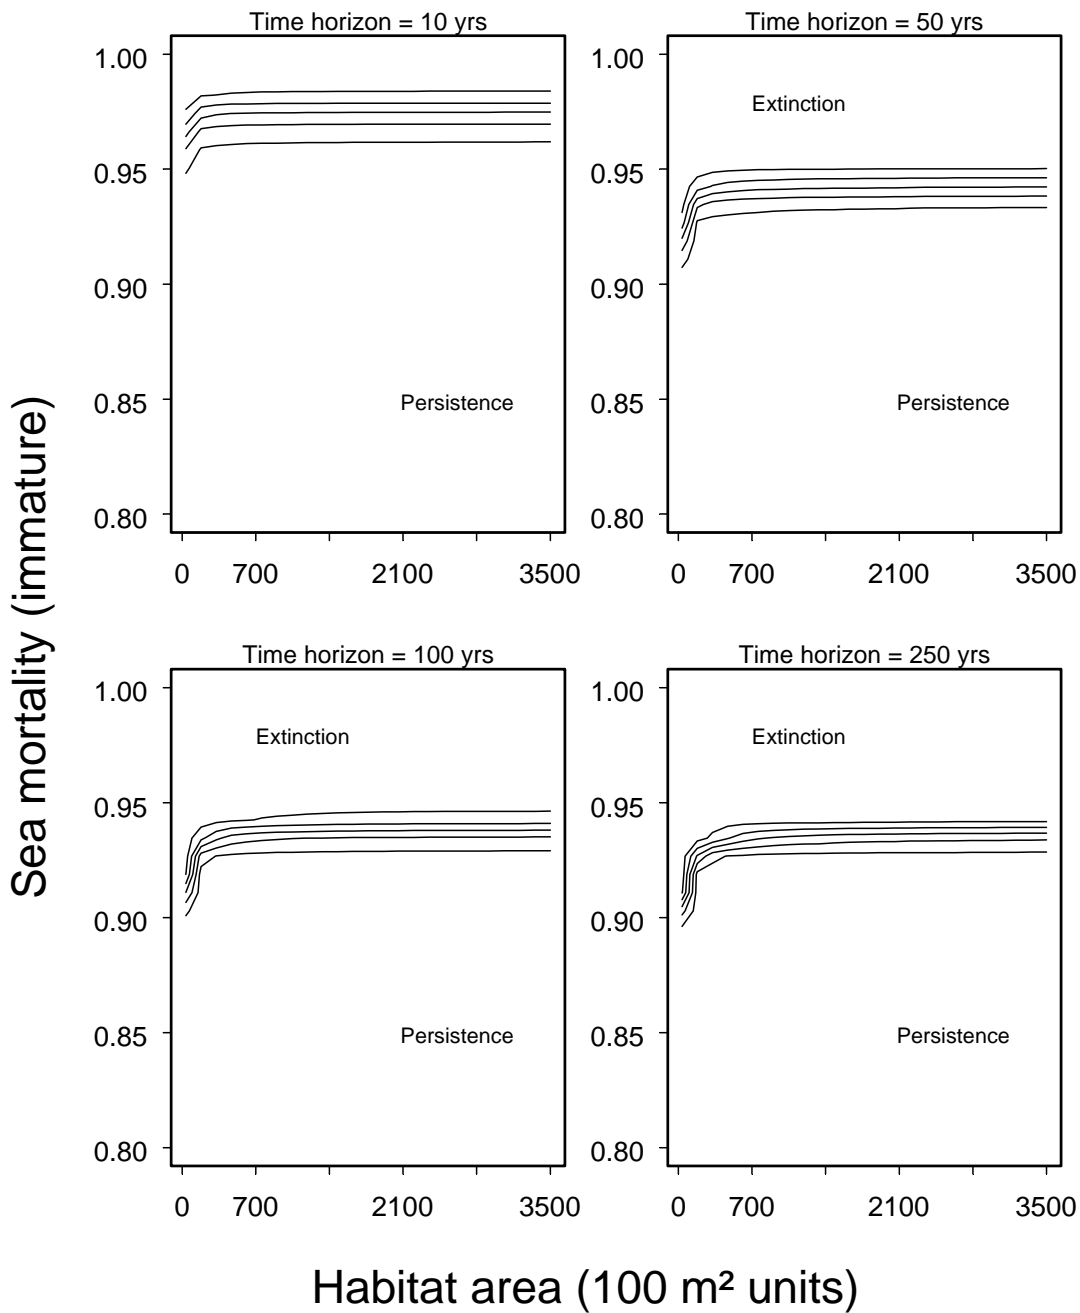 Time horizon = 10 yrs
1.00
0.95
0.90
0.85
0.80
Persistence
0 700 2100 3500
Time horizon = 50 yrs
1.00
0.95
0.90
0.85
0.80
Extinction
Persistence
0 700 2100 3500
Time horizon = 100 yrs
1.00
0.95
0.90
0.85
0.80
Extinction
Persistence
0 700 2100 3500
Time horizon = 250 yrs
1.00
0.95
0.90
0.85
0.80
Extinction
Persistence
0 700 2100 3500
Sea mortality (immature)
Habitat area (100 m² units)